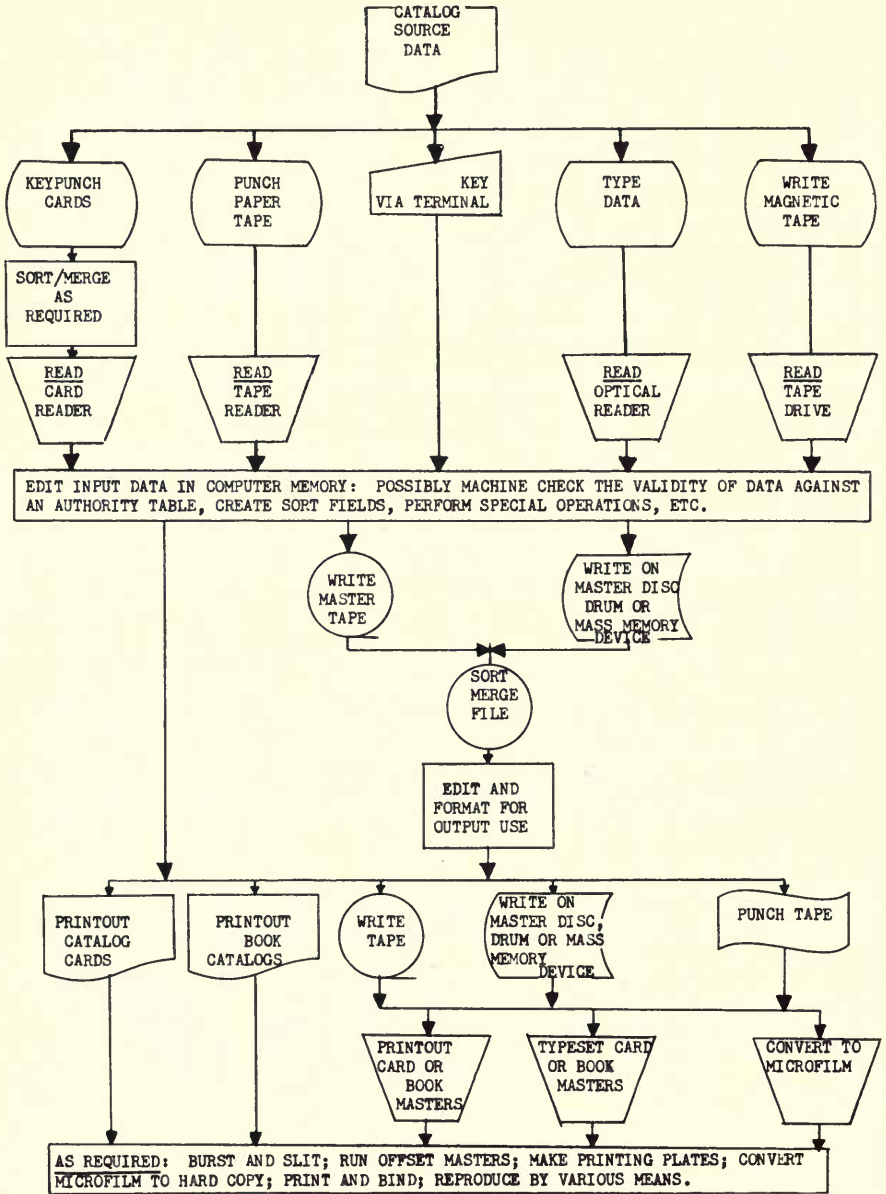 CATALOG
SOURCE
DATA
KEYPUNCH
CARDS
PUNCH
PAPER
TAPE
KEY
VIA TERMINAL
TYPE
DATA
WRITE
MAGNETIC
TAPE
SORT/MERGE
AS
REQUIRED
READ
CARD
READER
READ
TAPE
READER
READ
OPTICAL
READER
READ
TAPE
DRIVE
EDIT INPUT DATA IN COMPUTER MEMORY: POSSIBLY MACHINE CHECK THE VALIDITY OF DATA AGAINST
AN AUTHORITY TABLE, CREATE SORT FIELDS, PERFORM SPECIAL OPERATIONS, ETC.
WRITE
MASTER
TAPE
WRITE ON
MASTER DISC
DRUM OR
MASS MEMORY
DEVICE
SORT
MERGE
FILE
EDIT AND
FORMAT FOR
OUTPUT USE
PRINTOUT
CATALOG
CARDS
PRINTOUT
BOOK
CATALOGS
WRITE
TAPE
WRITE ON
MASTER DISC,
DRUM OR MASS
MEMORY
DEVICE
PUNCH TAPE
PRINTOUT
CARD OR
BOOK
MASTERS
TYPESET CARD
OR BOOK
MASTERS
CONVERT TO
MICROFILM
AS REQUIRED: BURST AND SLIT; RUN OFFSET MASTERS; MAKE PRINTING PLATES; CONVERT
MICROFILM TO HARD COPY; PRINT AND BIND; REPRODUCE BY VARIOUS MEANS.